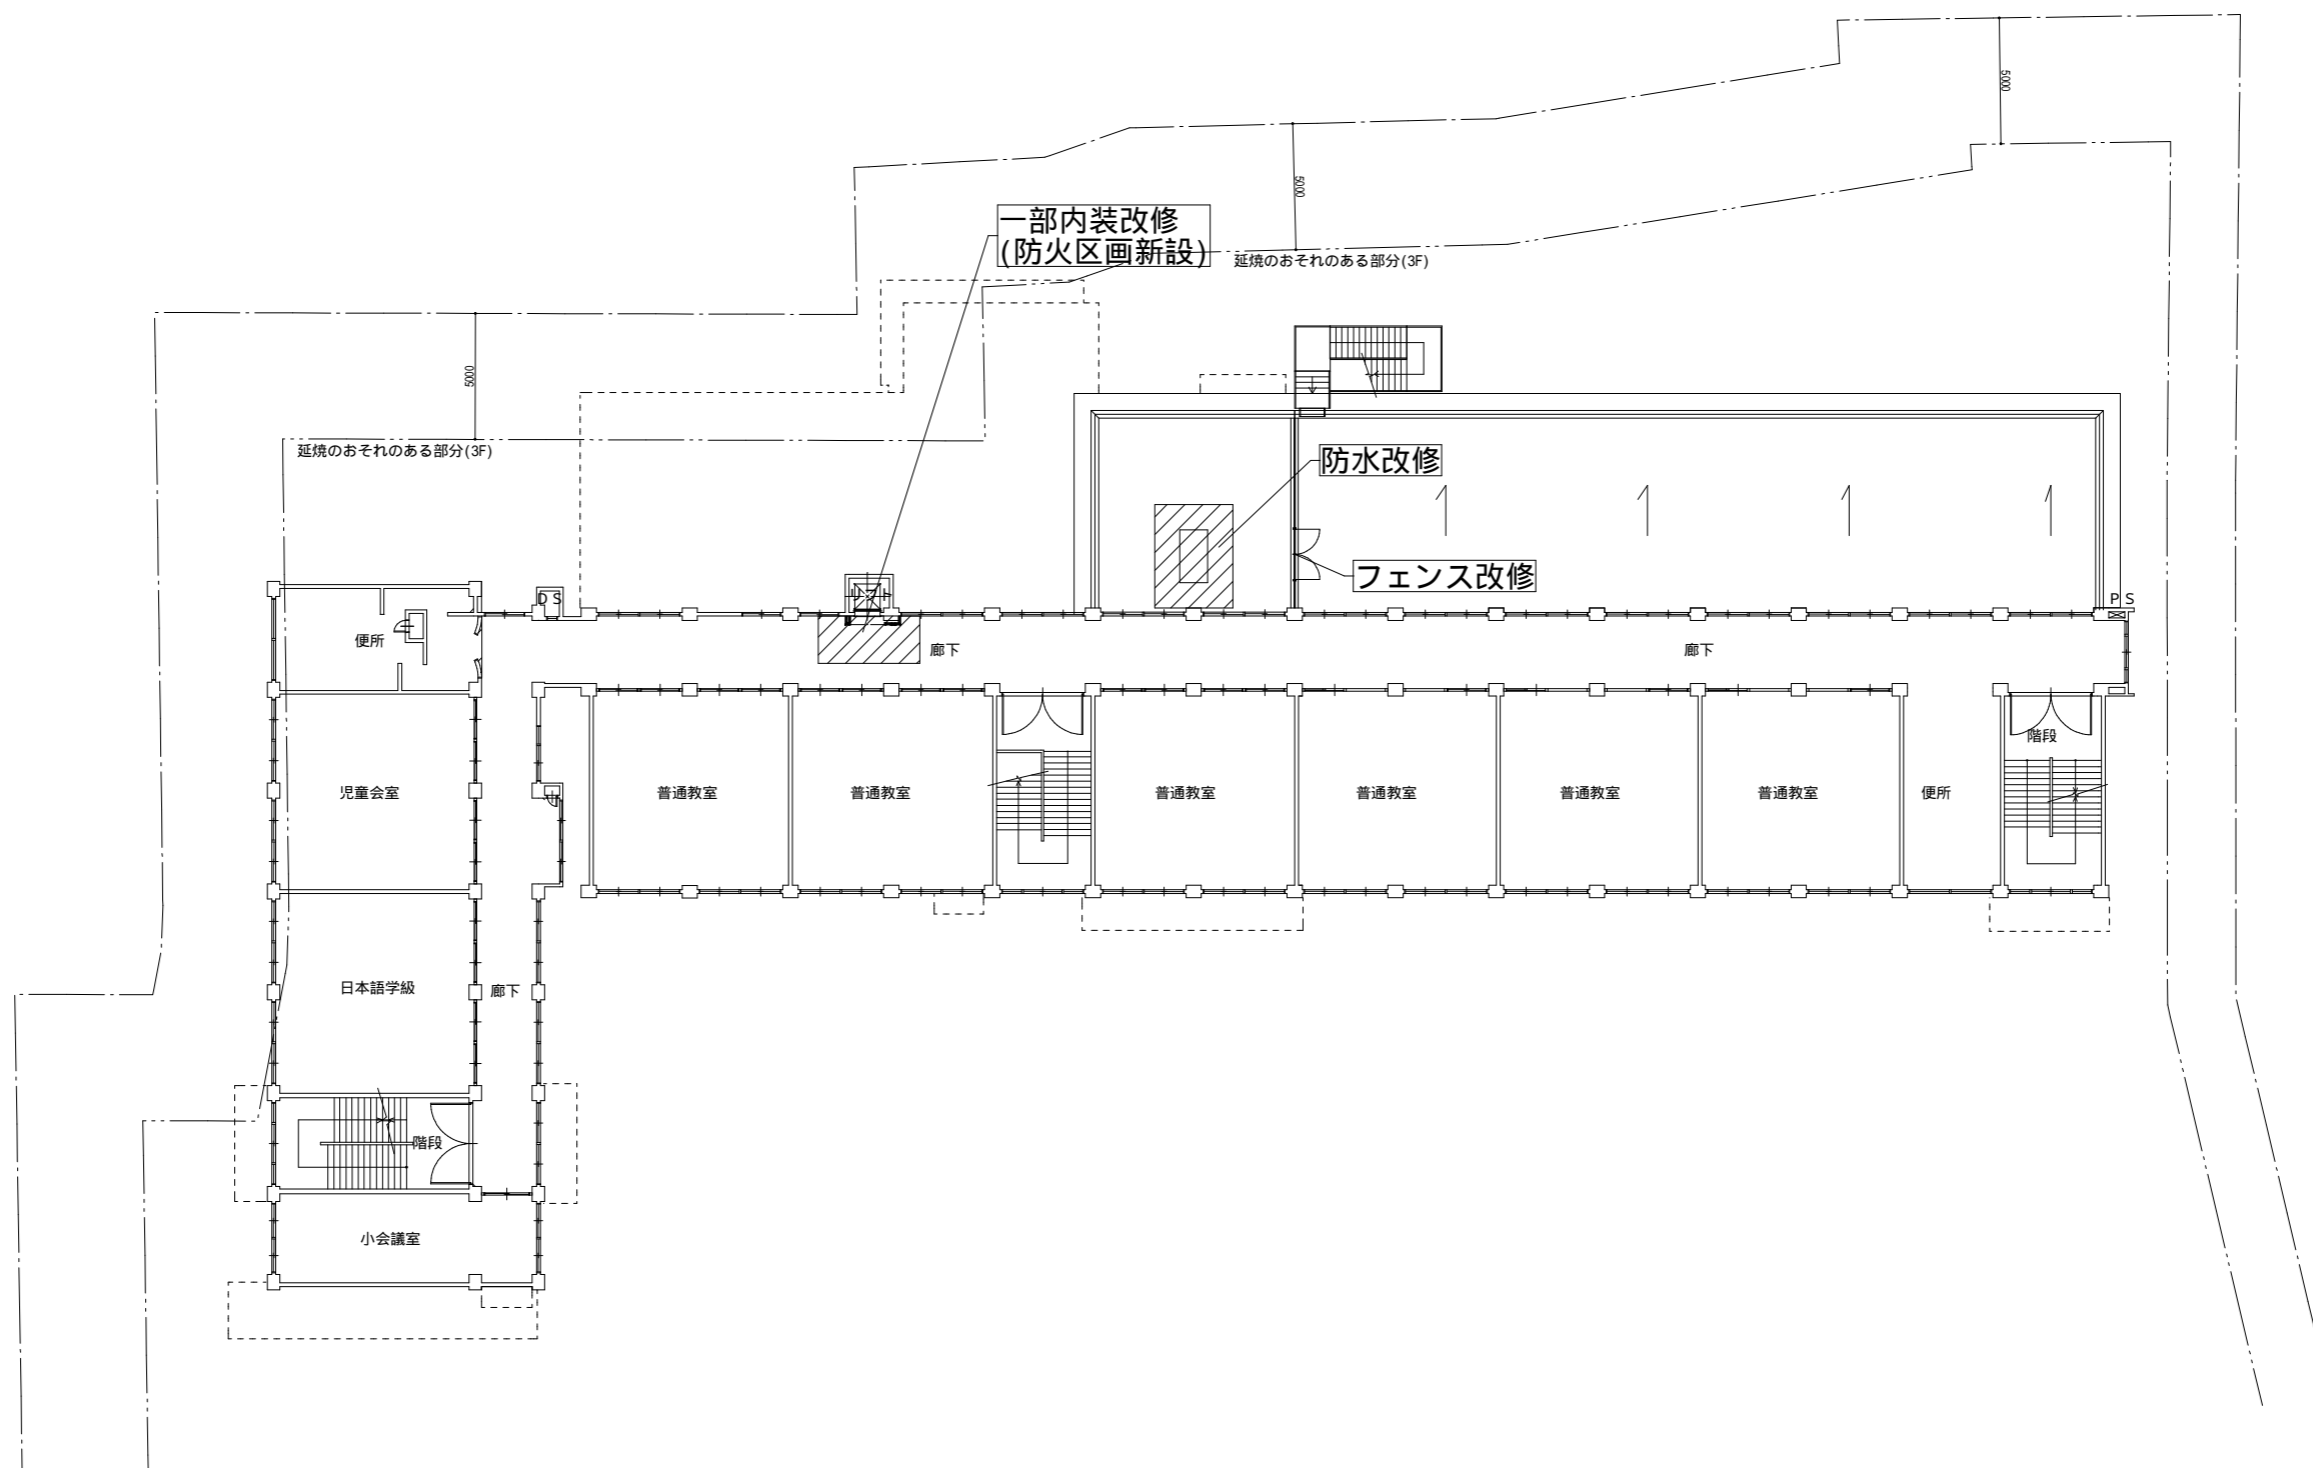 5000
5000
一部内装改修
(防火区画新設)
延焼のおそれのある部分(3F)
5000
延焼のおそれのある部分(3F)
防水改修
フェンス改修
DS
PS
便所
廊下
廊下
階段
児童会室
普通教室
普通教室
普通教室
普通教室
普通教室
普通教室
便所
日本語学級
廊下
階段
小会議室